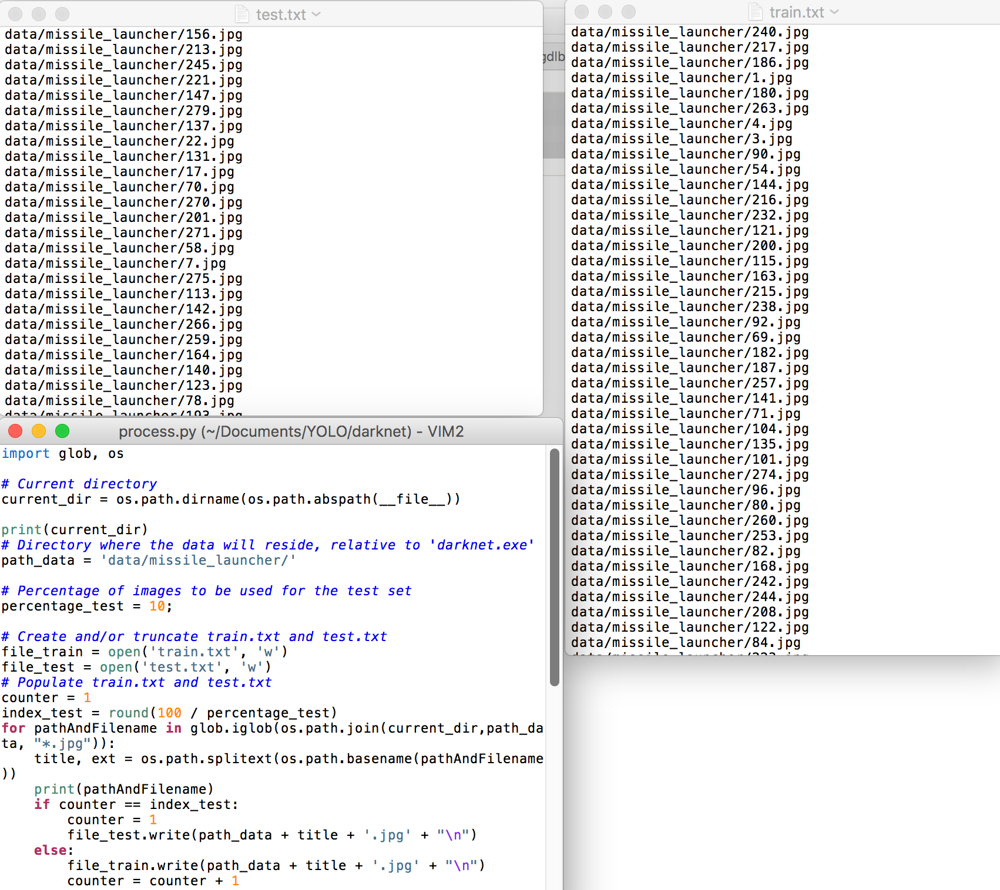 test.txt
data/missile_launcher/156.jpg
data/missile_launcher/213.jpg
data/missile_launcher/245.jpg
data/missile_launcher/221.jpg
data/missile_launcher/147.jpg
data/missile_launcher/279.jpg
data/missile_launcher/137.jpg
data/missile_launcher/22.jpg
data/missile_launcher/131.jpg
data/missile_launcher/17.jpg
data/missile_launcher/70.jpg
data/missile_launcher/270.jpg
data/missile_launcher/201.jpg
data/missile_launcher/271.jpg
data/missile_launcher/58.jpg
data/missile_launcher/7.jpg
data/missile_launcher/275.jpg
data/missile_launcher/113.jpg
data/missile_launcher/142.jpg
data/missile_launcher/266.jpg
data/missile_launcher/259.jpg
data/missile_launcher/164.jpg
data/missile_launcher/140.jpg
data/missile_launcher/123.jpg
data/missile_launcher/78.jpg
data/missile_launcher/193.jpg
gdlb
train.txt
data/missile_launcher/240.jpg
data/missile_launcher/217.jpg
data/missile_launcher/186.jpg
data/missile_launcher/1.jpg
data/missile_launcher/180.jpg
data/missile_launcher/263.jpg
data/missile_launcher/4.jpg
data/missile_launcher/3.jpg
data/missile_launcher/90.jpg
data/missile_launcher/54.jpg
data/missile_launcher/144.jpg
data/missile_launcher/216.jpg
data/missile_launcher/232.jpg
data/missile_launcher/121.jpg
data/missile_launcher/200.jpg
data/missile_launcher/115.jpg
data/missile_launcher/163.jpg
data/missile_launcher/215.jpg
data/missile_launcher/238.jpg
data/missile_launcher/92.jpg
data/missile_launcher/69.jpg
data/missile_launcher/182.jpg
data/missile_launcher/187.jpg
data/missile_launcher/257.jpg
data/missile_launcher/141.jpg
data/missile_launcher/71.jpg
data/missile_launcher/104.jpg
data/missile_launcher/135.jpg
data/missile_launcher/101.jpg
data/missile_launcher/274.jpg
data/missile_launcher/96.jpg
data/missile_launcher/80.jpg
data/missile_launcher/260.jpg
data/missile_launcher/253.jpg
data/missile_launcher/82.jpg
data/missile_launcher/168.jpg
data/missile_launcher/242.jpg
data/missile_launcher/244.jpg
data/missile_launcher/208.jpg
data/missile_launcher/122.jpg
data/missile_launcher/84.jpg
process.py (~/Documents/YOLO/darknet) - VIM2
import glob, os
# Current directory
current_dir = os.path.dirname(os.path.abspath(__file__))
print(current_dir)
# Directory where the data will reside, relative to 'darknet.exe'
path_data = 'data/missile_launcher/'
# Percentage of images to be used for the test set
percentage_test = 10;
# Create and/or truncate train.txt and test.txt
file_train = open('train.txt', 'w')
file_test = open('test.txt', 'w')
# Populate train.txt and test.txt
counter = 1
index_test = round(100 / percentage_test)
for pathAndFilename in glob.iglob(os.path.join(current_dir,path_da
ta, "*.jpg")):
    title, ext = os.path.splitext(os.path.basename(pathAndFilename
))
    print(pathAndFilename)
    if counter == index_test:
        counter = 1
        file_test.write(path_data + title + '.jpg' + "\n")
    else:
        file_train.write(path_data + title + '.jpg' + "\n")
        counter = counter + 1